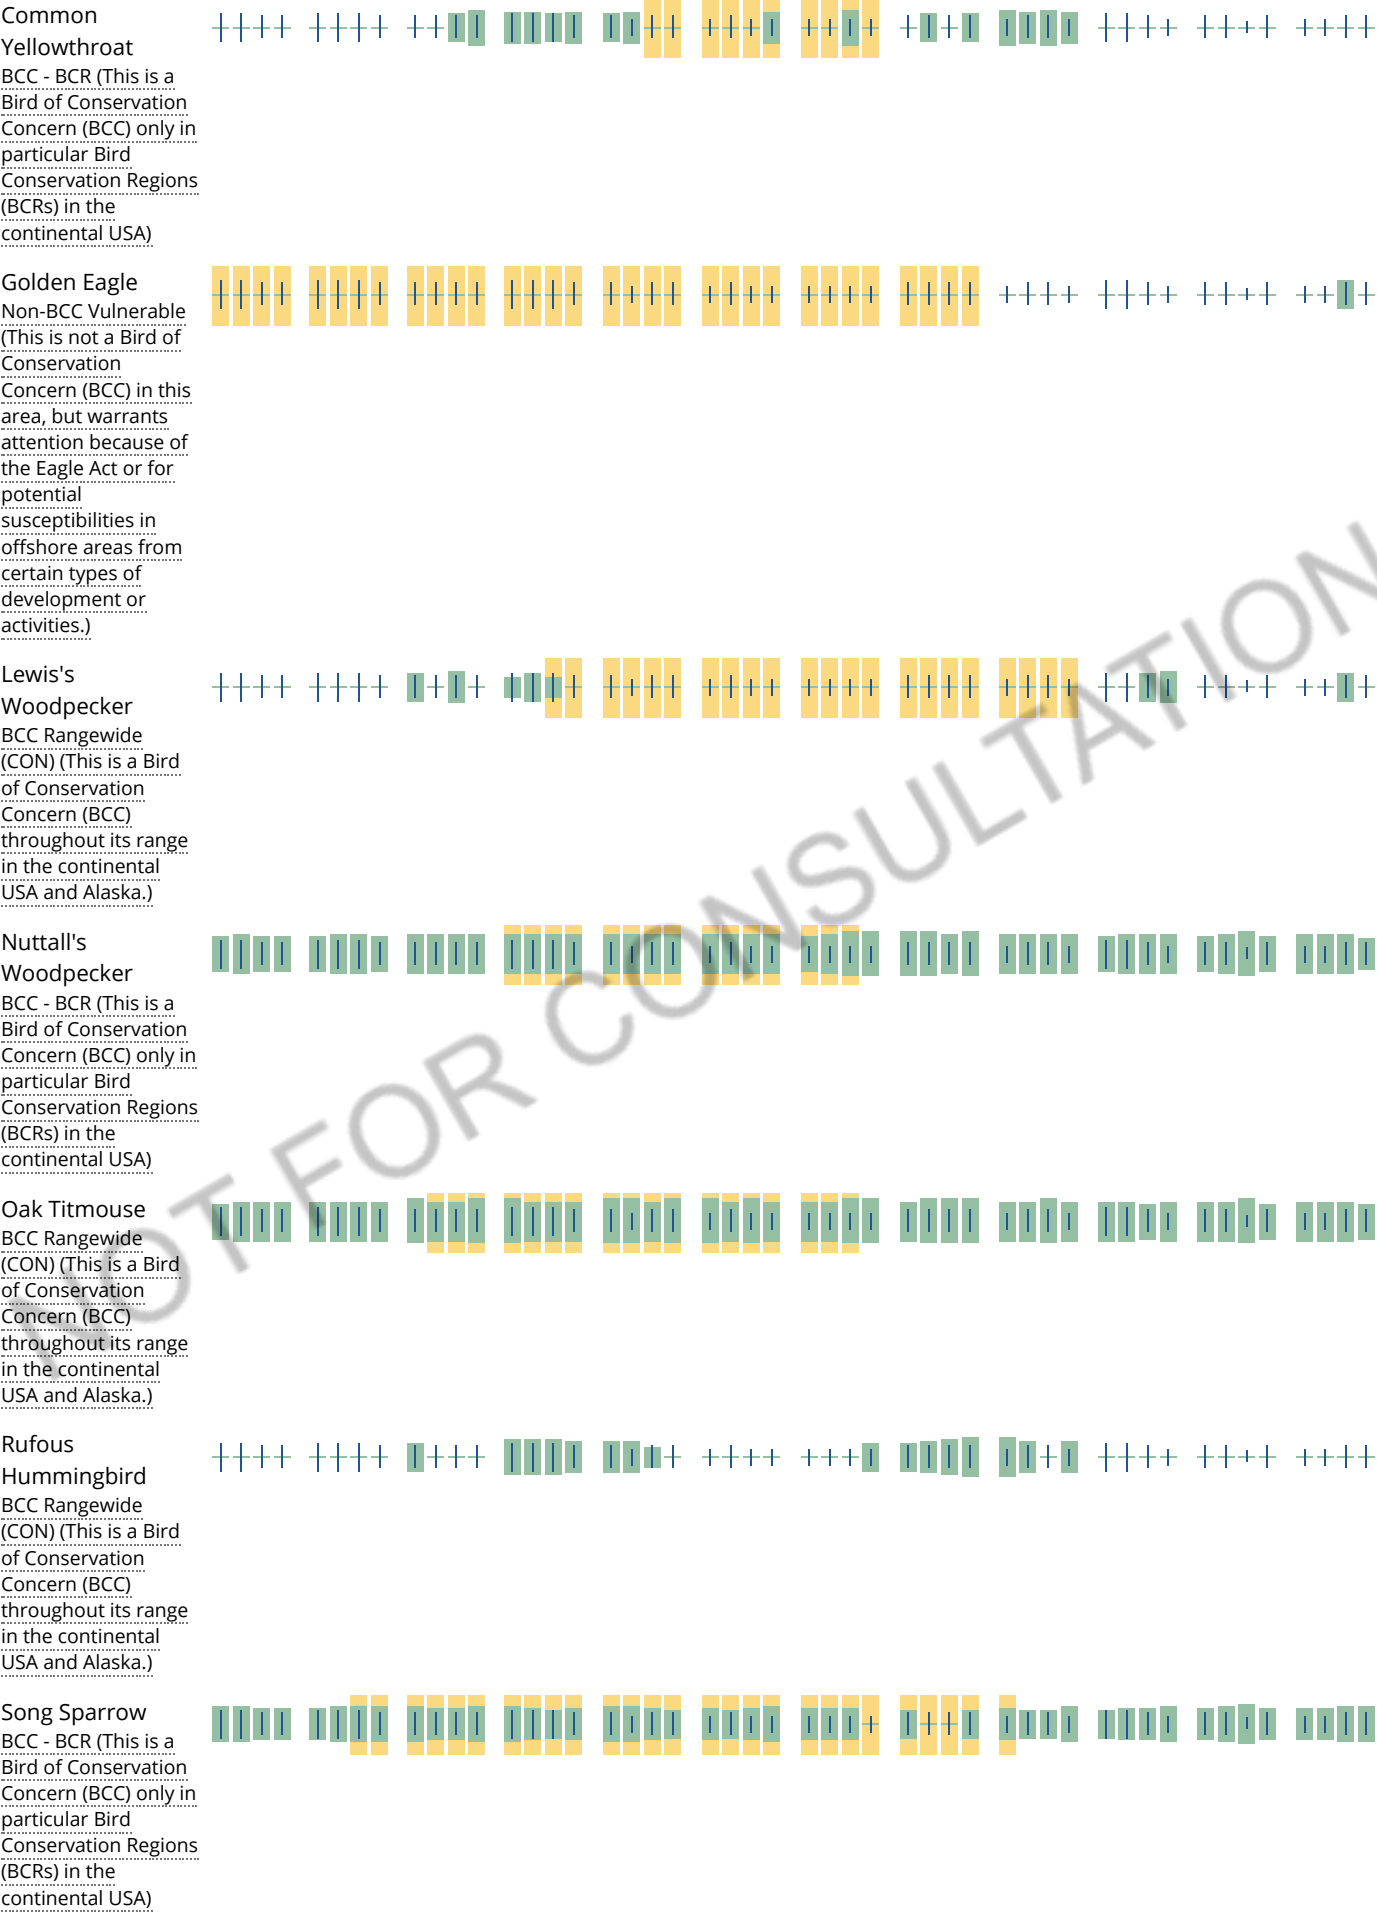 Common
Yellowthroat
BCC - BCR (This is a
Bird of Conservation
Concern (BCC) only in
particular Bird
Conservation Regions
(BCRs) in the
continental USA)
Golden Eagle
Non-BCC Vulnerable
(This is not a Bird of
Conservation
Concern (BCC) in this
area, but warrants
attention because of
the Eagle Act or for
potential
susceptibilities in
offshore areas from
certain types of
development or
activities.)
Lewis's
Woodpecker
BCC Rangewide
(CON) (This is a Bird
of Conservation
Concern (BCC)
throughout its range
in the continental
USA and Alaska.)
Nuttall's
Woodpecker
BCC - BCR (This is a
Bird of Conservation
Concern (BCC) only in
particular Bird
Conservation Regions
(BCRs) in the
continental USA)
Oak Titmouse
BCC Rangewide
(CON) (This is a Bird
of Conservation
Concern (BCC)
throughout its range
in the continental
USA and Alaska.)
Rufous
Hummingbird
BCC Rangewide
(CON) (This is a Bird
of Conservation
Concern (BCC)
throughout its range
in the continental
USA and Alaska.)
Song Sparrow
BCC - BCR (This is a
Bird of Conservation
Concern (BCC) only in
particular Bird
Conservation Regions
(BCRs) in the
continental USA)
NOT FOR CONSULTATION